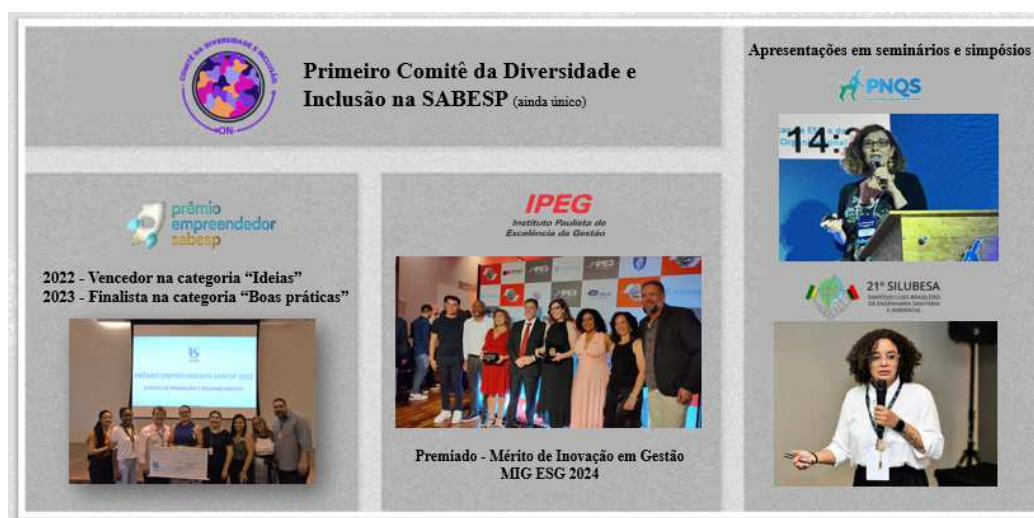 COMITÊ DA DIVERSIDADE E INCLUSÃO
ON
Primeiro Comitê da Diversidade e
Inclusão na SABESP (ainda único)
prêmio
empreendedor
sabesp
2022 - Vencedor na categoria “Ideias”
2023 - Finalista na categoria “Boas práticas”
PRÊMIO EMPREENDEDOR SABESP 2022
IPEG
Instituto Paulista de
Excelência da Gestão
Premiado - Mérito de Inovação em Gestão
MIG ESG 2024
Apresentações em seminários e simpósios
PNQS
14:
21º SILUBESA
SIMPÓSIO LUSO-BRASILEIRO
DE ENGENHARIA SANITÁRIA
E AMBIENTAL